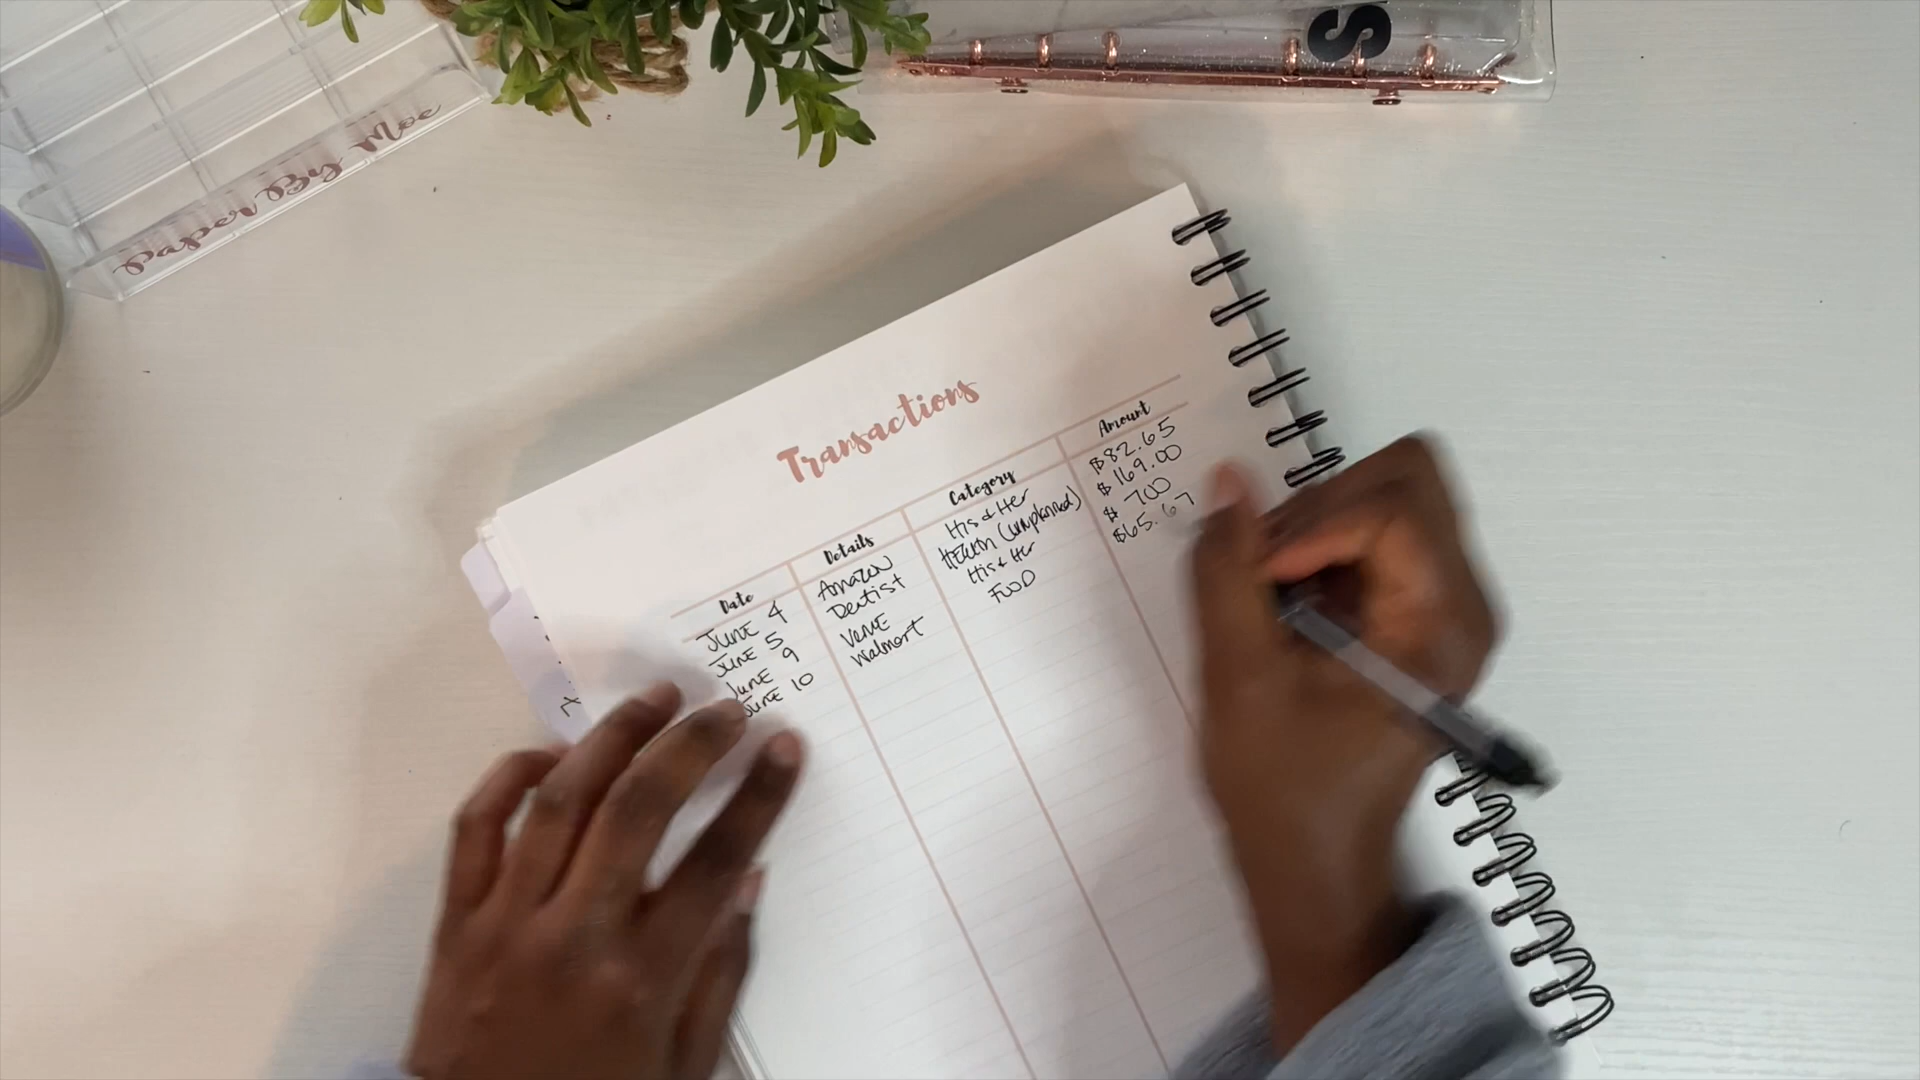 Paper By Moe
S
Transactions
Date Details Category Amount
JUNE 4 Amazon His & Her $82.65
JUNE 5 Dentist HEALTH (unplanned) $169.00
JUNE 9 VENUE His & Her $ 700
JUNE 10 Walmart FOOD $65.67